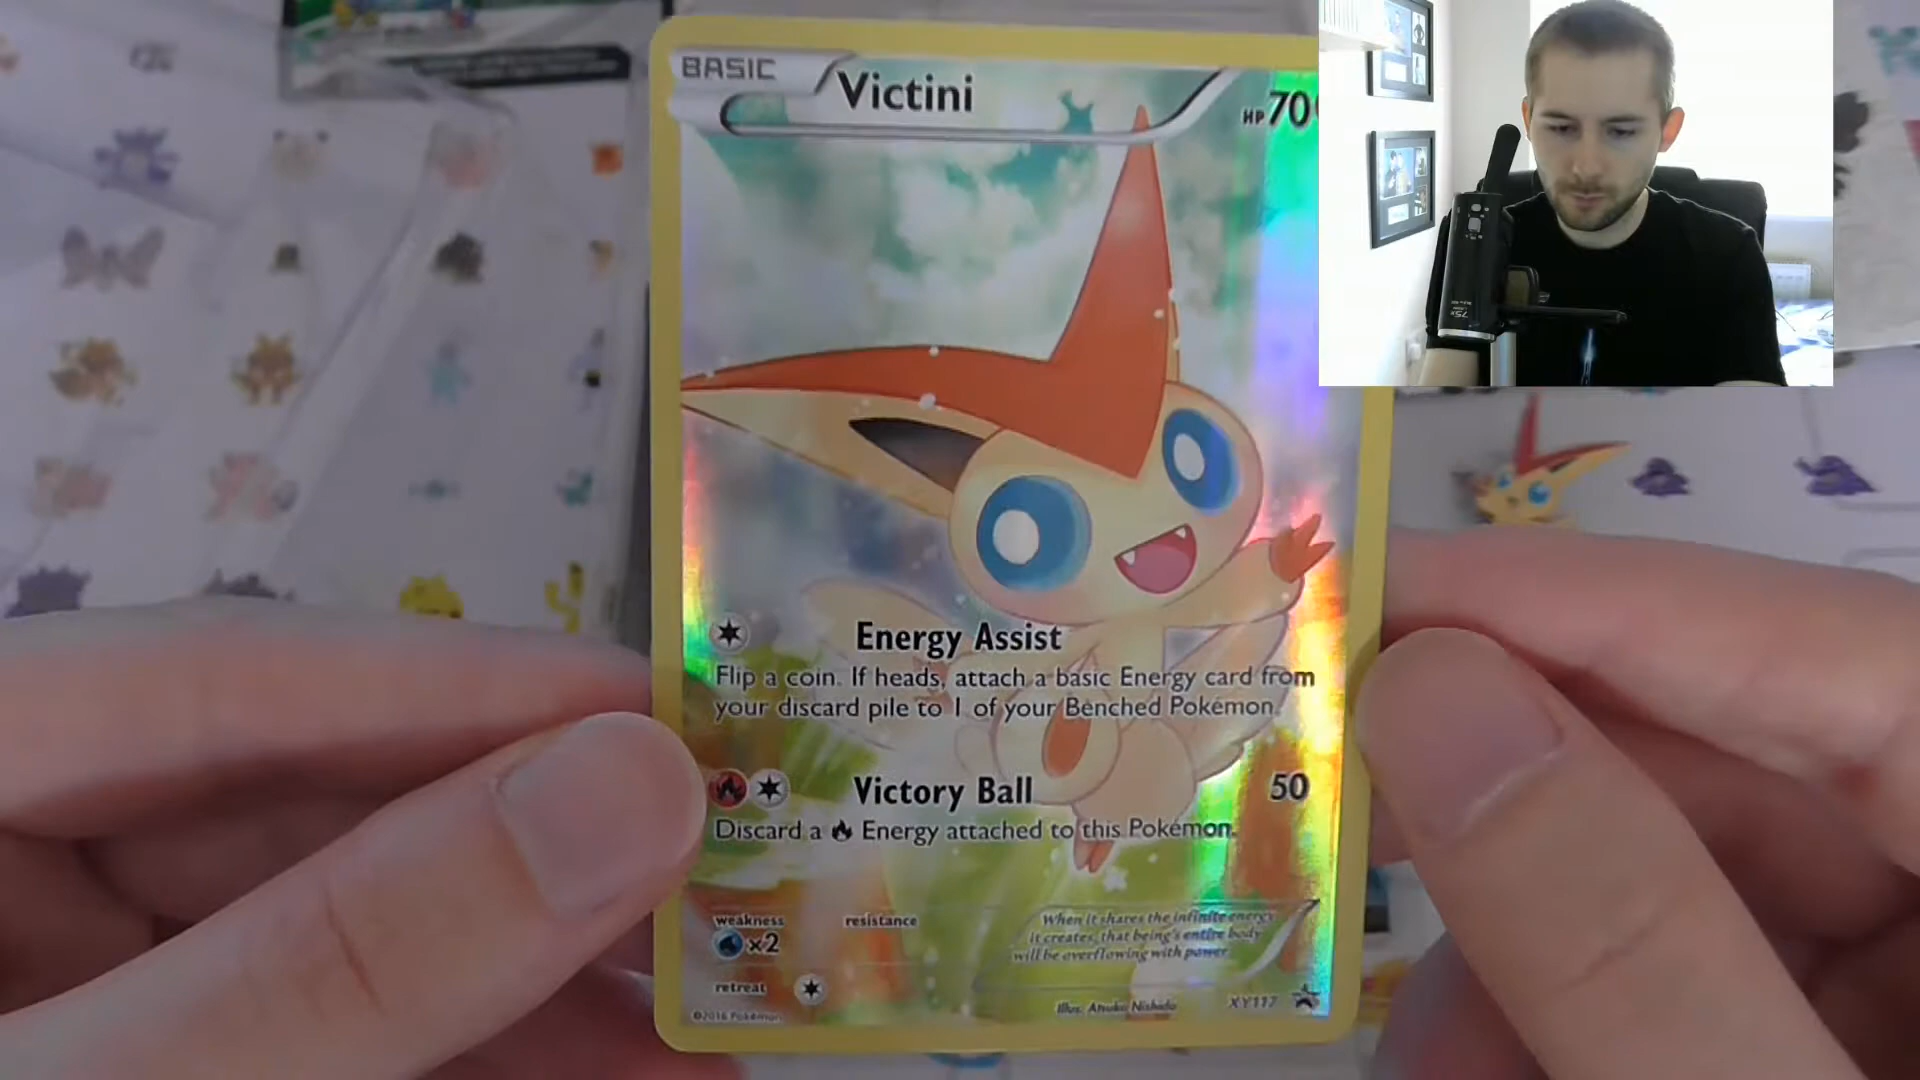 BASIC
Victini
HP70
Energy Assist
Flip a coin. If heads, attach a basic Energy card from
your discard pile to 1 of your Benched Pokémon.
Victory Ball 50
Discard a Energy attached to this Pokémon.
weakness resistance
×2
When it shares the infinite energy
it creates, that being's entire body
will be overflowing with power.
retreat
Illus. Atsuko Nishida
XY117
©2016 Pokémon
75x